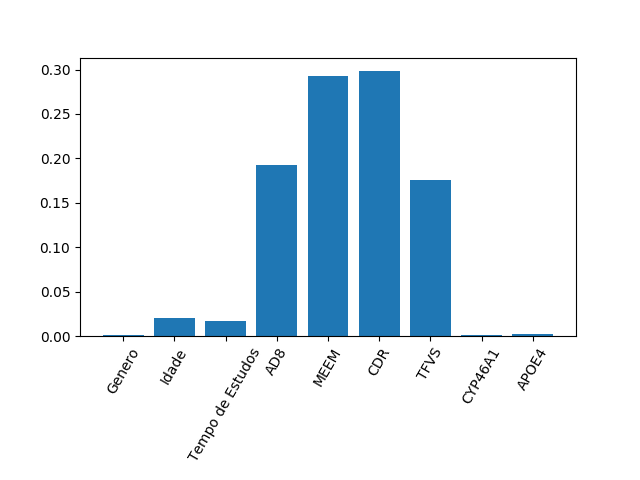 0.30
0.25
0.20
0.15
0.10
0.05
0.00
Genero
Idade
Tempo de Estudos
AD8
MEEM
CDR
TFVS
CYP46A1
APOE4